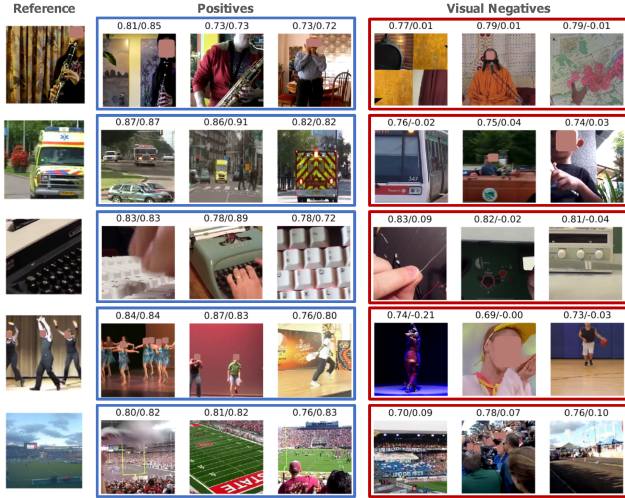 Reference Positives Visual Negatives
0.81/0.85 0.73/0.73 0.73/0.72 0.77/0.01 0.79/0.01 0.79/-0.01
0.87/0.87 0.86/0.91 0.82/0.82 0.76/-0.02 0.75/0.04 0.74/0.03
347
0.83/0.83 0.78/0.89 0.78/0.72 0.83/0.09 0.82/-0.02 0.81/-0.04
0.84/0.84 0.87/0.83 0.76/0.80 0.74/-0.21 0.69/-0.00 0.73/-0.03
0.80/0.82 0.81/0.82 0.76/0.83 0.70/0.09 0.78/0.07 0.76/0.10
STATE